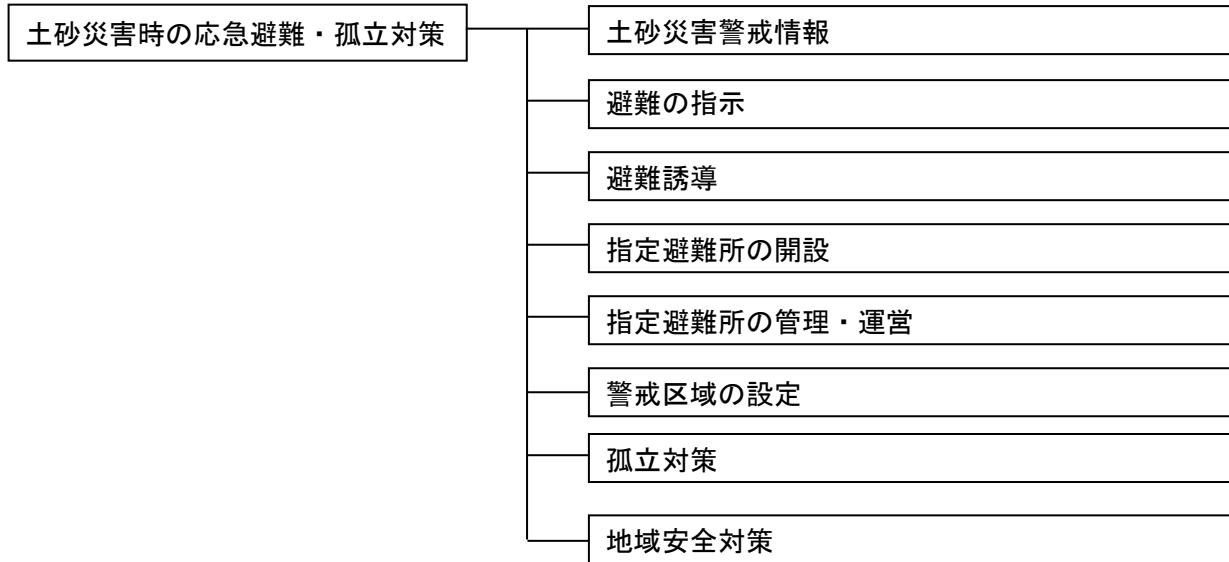 土砂災害時の応急避難・孤立対策
土砂災害警戒情報
避難の指示
避難誘導
指定避難所の開設
指定避難所の管理・運営
警戒区域の設定
孤立対策
地域安全対策